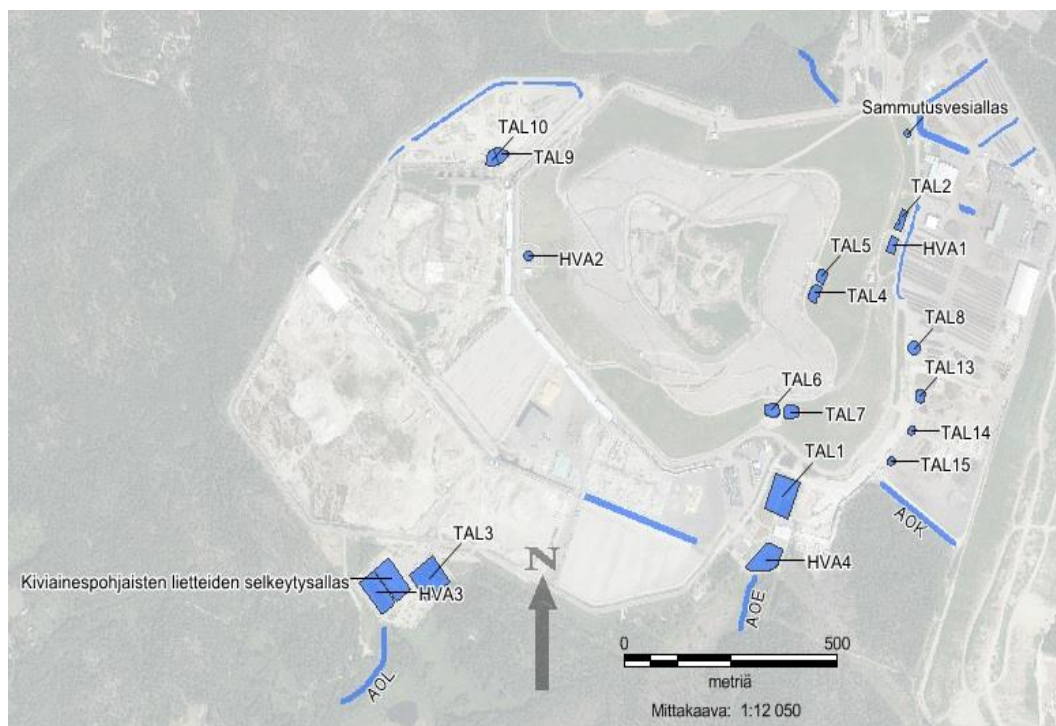 Sammutusvesiallas
TAL10
TAL9
TAL2
HVA1
HVA2
TAL5
TAL4
TAL8
TAL13
TAL6
TAL7
TAL14
TAL15
TAL1
AOK
TAL3
N
HVA4
Kiviainespohjaisten lietteiden selkeytysallas
HVA3
AOE
AOL
0 500
metriä
Mittakaava: 1:12 050